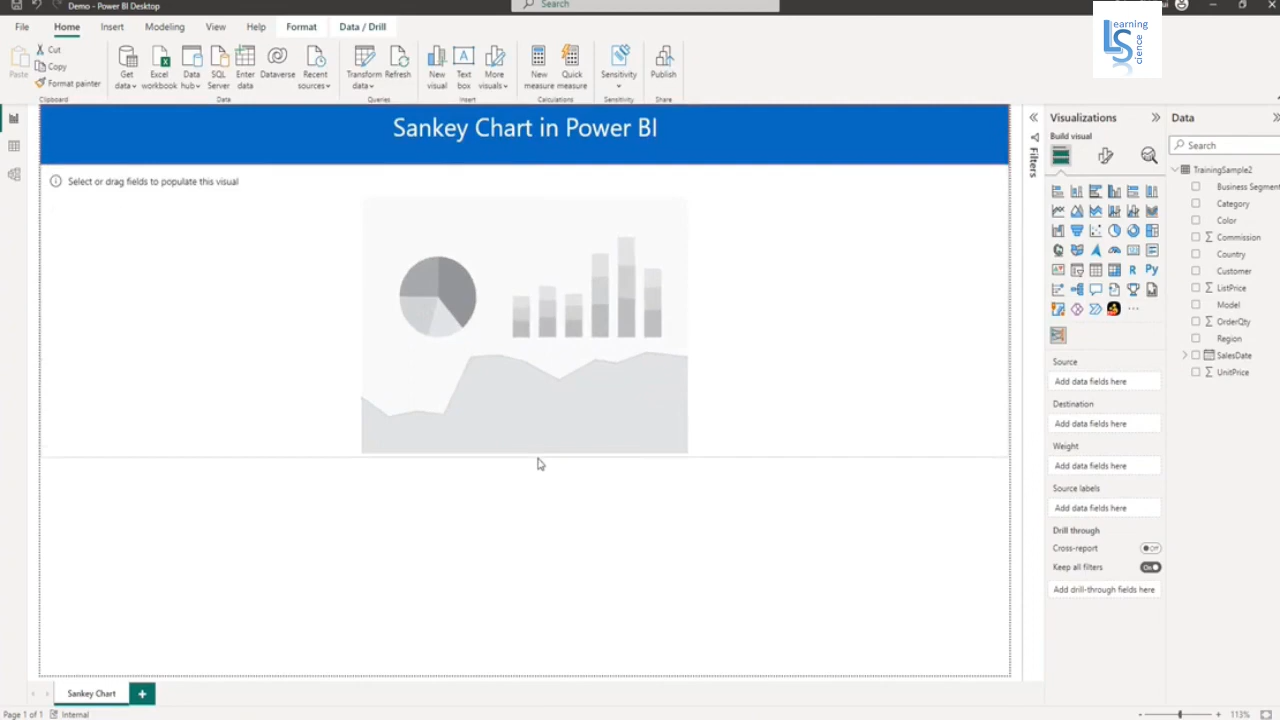 Demo - Power BI Desktop
Search
File
Home
Insert
Modeling
View
Help
Format
Data / Drill
Paste
Cut
Copy
Format painter
Clipboard
Get data
Excel workbook
Data hub
SQL Server
Enter data
Dataverse
Recent sources
Data
Transform data
Refresh
Queries
New visual
Text box
More visuals
Insert
New measure
Quick measure
Calculations
Sensitivity
Sensitivity
Publish
Share
Learning
Science
Sankey Chart in Power BI
Select or drag fields to populate this visual
Filters
Visualizations
Build visual
R
Py
Source
Add data fields here
Destination
Add data fields here
Weight
Add data fields here
Source labels
Add data fields here
Drill through
Cross-report
Off
Keep all filters
On
Add drill-through fields here
Data
Search
TrainingSample2
Business Segment
Category
Color
Commission
Country
Customer
ListPrice
Model
OrderQty
Region
SalesDate
UnitPrice
Sankey Chart
Page 1 of 1
Internal
113%